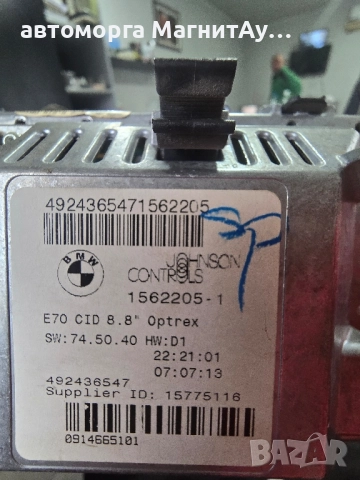 автоморга МагнитАу...
4924365471562205
BMW
JOHNSON
CONTROLS
1562205-1
E70 CID 8.8" Optrex
SW:74.50.40 HW:D1
22:21:01
07:07:13
492436547
Supplier ID: 15775116
0914665101
BAZAR